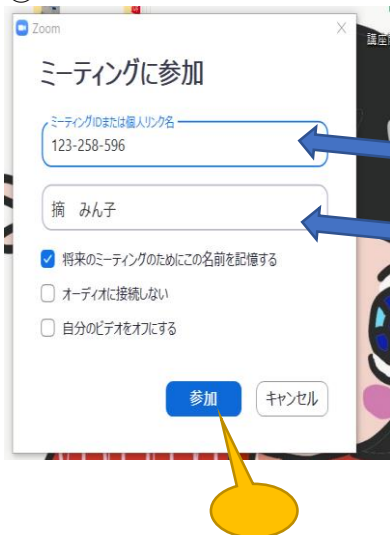 Zoom
ミーティングに参加
ミーティングIDまたは個人リンク名
123-258-596
摘 みん子
将来のミーティングのためにこの名前を記憶する
オーディオに接続しない
自分のビデオをオフにする
参加
キャンセル